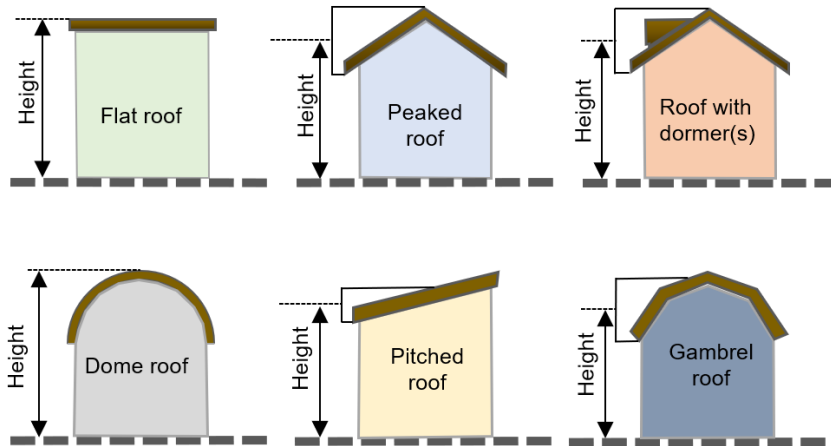 Height
Flat roof
Height
Peaked
roof
Height
Roof with
dormer(s)
Height
Dome roof
Height
Pitched
roof
Height
Gambrel
roof